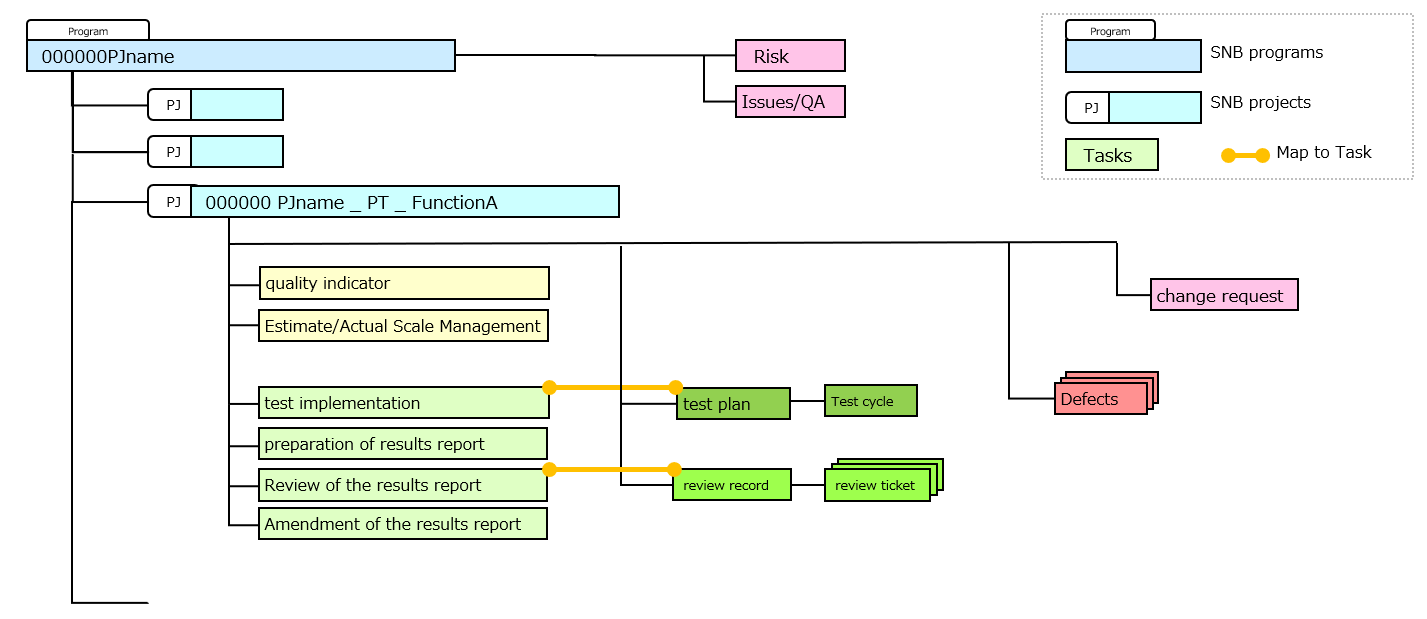 Program
000000PJname
Risk
Issues/QA
PJ
PJ
PJ
000000 PJname _ PT _ FunctionA
quality indicator
Estimate/Actual Scale Management
test implementation
preparation of results report
Review of the results report
Amendment of the results report
test plan
Test cycle
review record
review ticket
Defects
change request
Program
SNB programs
PJ
SNB projects
Tasks
Map to Task